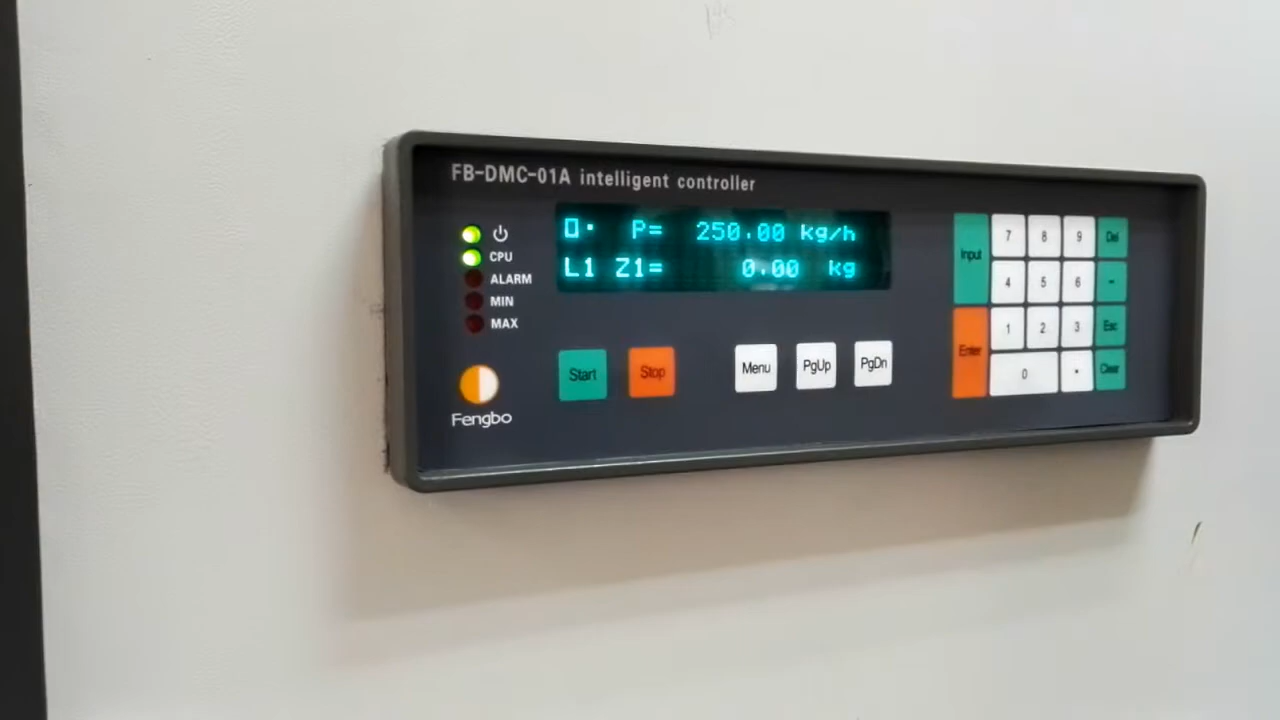 FB-DMC-01A intelligent controller
P= 250.00 kg/h
L1 Z1= 0.00 kg
CPU
ALARM
MIN
MAX
Fengbo
Start
Stop
Menu
PgUp
PgDn
Input
7 8 9 Del
4 5 6 -
Enter
1 2 3 Esc
0 . Clear